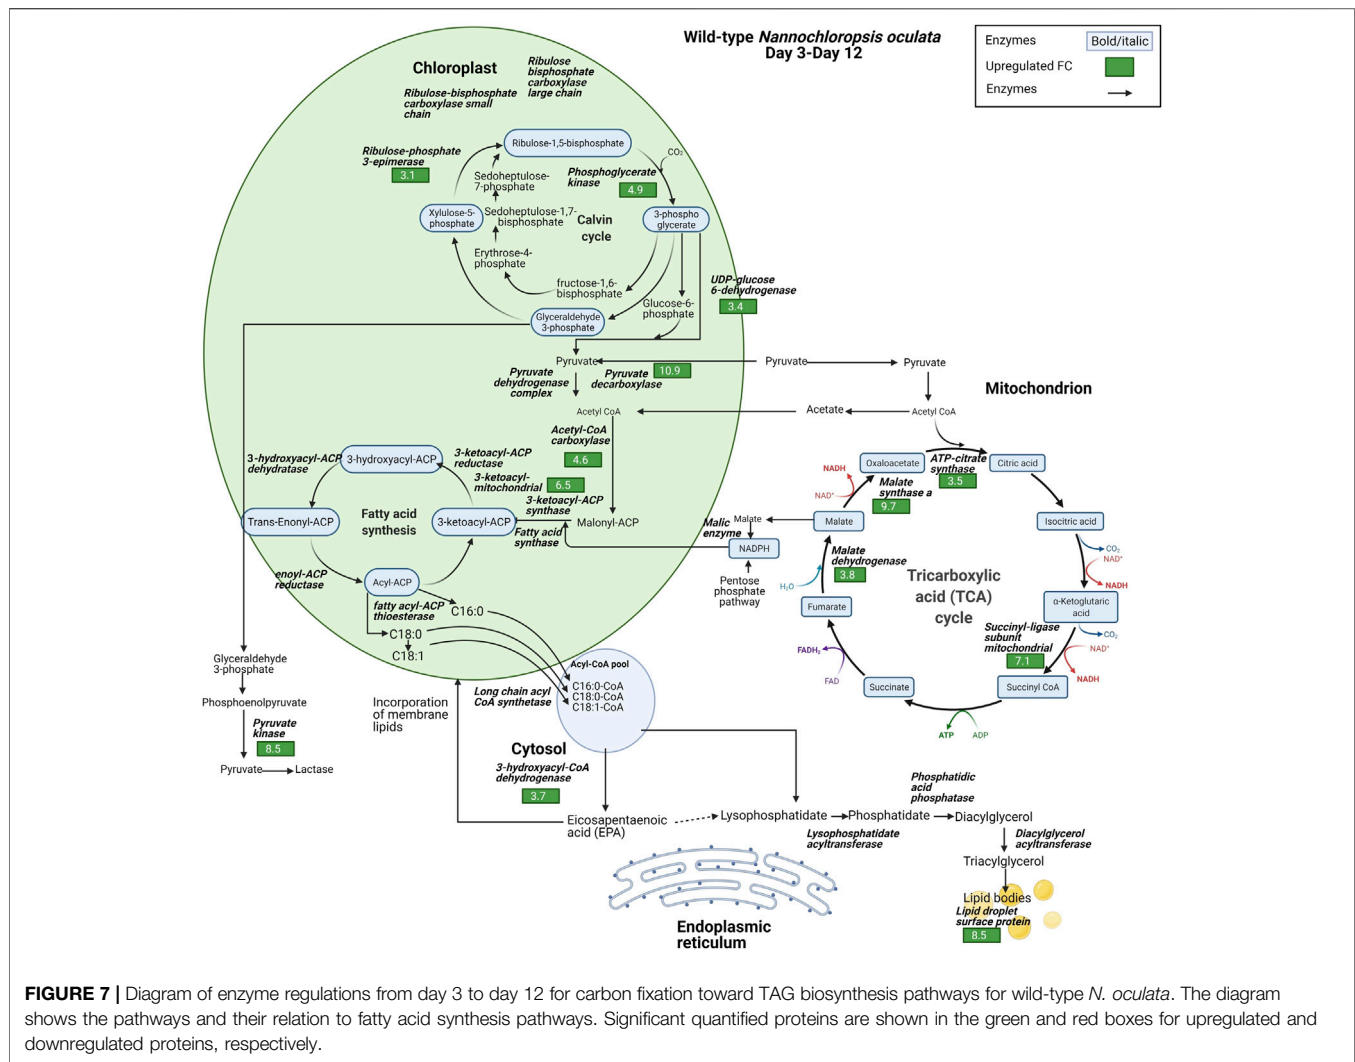 Wild-type Nannochloropsis oculata
Day 3-Day 12
Enzymes
Bold/italic
Upregulated FC
Enzymes
Chloroplast
Ribulose
bisphosphate
carboxylase
large chain
Ribulose-bisphosphate
carboxylase small
chain
Ribulose-1,5-bisphosphate
CO₂
Ribulose-phosphate
3-epimerase
3.1
Sedoheptulose-
7-phosphate
Phosphoglycerate
kinase
4.9
Xylulose-5-
phosphate
Sedoheptulose-1,7-
bisphosphate
Calvin
cycle
3-phospho
glycerate
Erythrose-4-
phosphate
fructose-1,6-
bisphosphate
Glucose-6-
phosphate
UDP-glucose
6-dehydrogenase
3.4
Glyceraldehyde
3-phosphate
Pyruvate
Pyruvate
Pyruvate
Pyruvate
dehydrogenase
complex
Pyruvate
decarboxylase
10.9
Mitochondrion
Acetyl CoA
Acetate
Acetyl CoA
Acetyl-CoA
carboxylase
4.6
3-hydroxyacyl-ACP
dehydratase
3-hydroxyacyl-ACP
3-ketoacyl-ACP
reductase
3-ketoacyl-
mitochondrial
6.5
3-ketoacyl-ACP
synthase
Trans-Enonyl-ACP
Fatty acid
synthesis
3-ketoacyl-ACP
Fatty acid
synthase
Malonyl-ACP
enoyl-ACP
reductase
Acyl-ACP
fatty acyl-ACP
thioesterase
C16:0
C18:0
C18:1
Oxaloacetate
ATP-citrate
synthase
3.5
Citric acid
NADH
NAD⁺
Malate
synthase a
9.7
Malic
enzyme
Malate
Malate
NADPH
Pentose
phosphate
pathway
Isocitric acid
CO₂
NAD⁺
NADH
Malate
dehydrogenase
3.8
H₂O
Tricarboxylic
acid (TCA)
cycle
Fumarate
α-Ketoglutaric
acid
CO₂
NAD⁺
NADH
Succinyl-ligase
subunit
mitochondrial
7.1
FADH₂
FAD
Succinate
Succinyl CoA
ATP
ADP
Glyceraldehyde
3-phosphate
Phosphoenolpyruvate
Pyruvate
kinase
8.5
Pyruvate
Lactase
Incorporation
of membrane
lipids
Long chain acyl
CoA synthetase
Acyl-CoA pool
C16:0-CoA
C18:0-CoA
C18:1-CoA
Cytosol
3-hydroxyacyl-CoA
dehydrogenase
3.7
Eicosapentaenoic
acid (EPA)
Lysophosphatidate
Phosphatidate
Diacylglycerol
Phosphatidic
acid
phosphatase
Lysophosphatidate
acyltransferase
Diacylglycerol
acyltransferase
Triacylglycerol
Lipid bodies
Lipid droplet
surface protein
8.5
Endoplasmic
reticulum
FIGURE 7 | Diagram of enzyme regulations from day 3 to day 12 for carbon fixation toward TAG biosynthesis pathways for wild-type N. oculata. The diagram
shows the pathways and their relation to fatty acid synthesis pathways. Significant quantified proteins are shown in the green and red boxes for upregulated and
downregulated proteins, respectively.